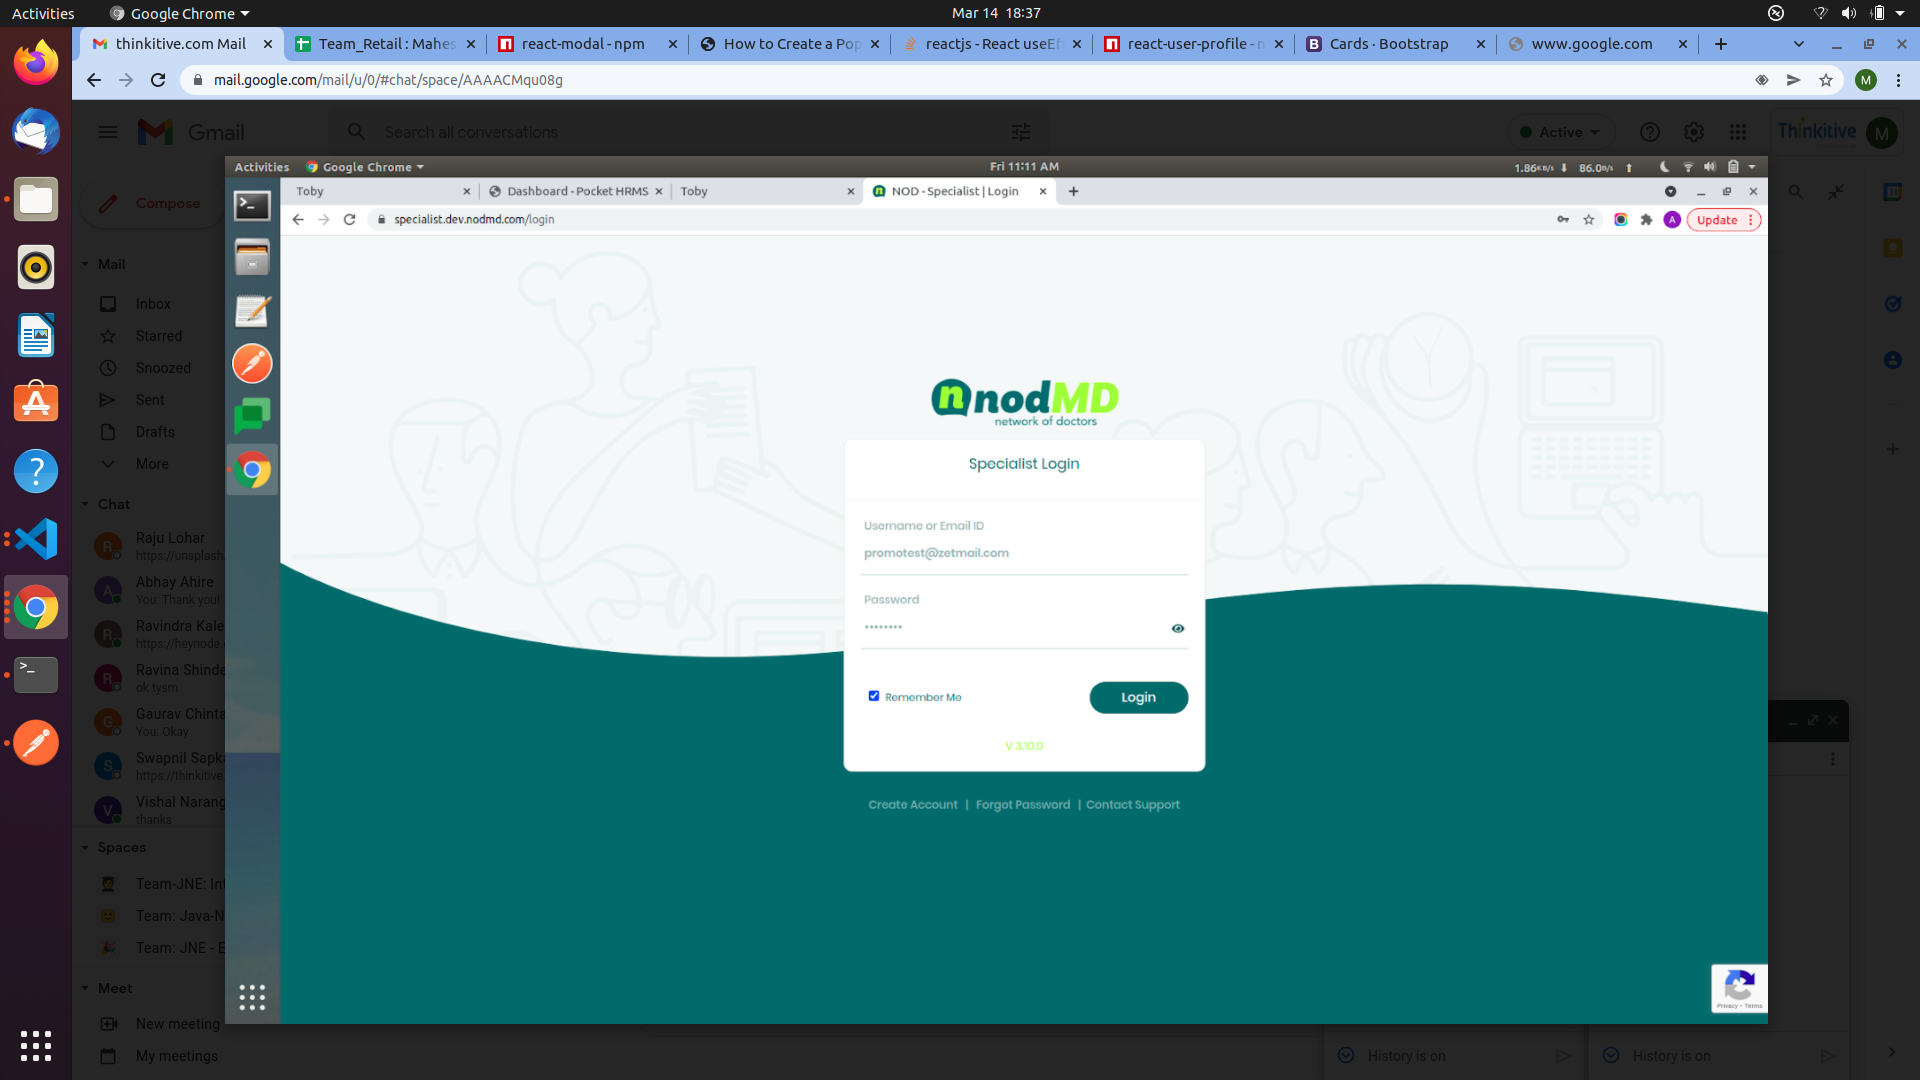 Activities
Google Chrome
Mar 14 18:37
thinkitive.com Mail
Team_Retail : Mahes
react-modal - npm
How to Create a Pop
reactjs - React useEf
react-user-profile - n
Cards · Bootstrap
www.google.com
mail.google.com/mail/u/0/#chat/space/AAAACMqu08g
M
Gmail
Search all conversations
Active
Thinkitive
M
Compose
Mail
Inbox
Starred
Snoozed
Sent
Drafts
More
Chat
Raju Lohar
https://unsplash.
Abhay Ahire
You: Thank you!
Ravindra Kale
https://heynode.
Ravina Shinde
ok tysm
Gaurav Chinta
You: Okay
Swapnil Sapka
https://thinkitive
Vishal Narang
thanks
Spaces
Team-JNE: Int
Team: Java-N
Team: JNE - E
Meet
New meeting
My meetings
Activities
Google Chrome
Fri 11:11 AM
1.86KB/s
86.0B/s
Toby
Dashboard - Pocket HRMS
Toby
NOD - Specialist | Login
specialist.dev.nodmd.com/login
A
Update
nodMD
network of doctors
Specialist Login
Username or Email ID
promotest@zetmail.com
Password
••••••••
Remember Me
Login
V 3.10.0
Create Account | Forgot Password | Contact Support
Privacy - Terms
History is on
History is on